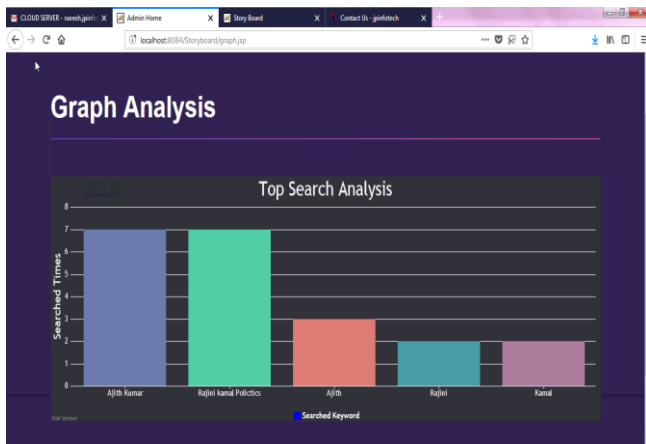 CLOUD SERVER - naresh.jpinfo
Admin Home
Story Board
Contact Us - jpinfotech
localhost:8084/Storyboard/graph.jsp
Graph Analysis
Top Search Analysis
Searched Times
8
7
6
5
4
3
2
1
0
Ajith Kumar
Rajini kamal Polictics
Ajith
Rajini
Kamal
Trial Version
Searched Keyword